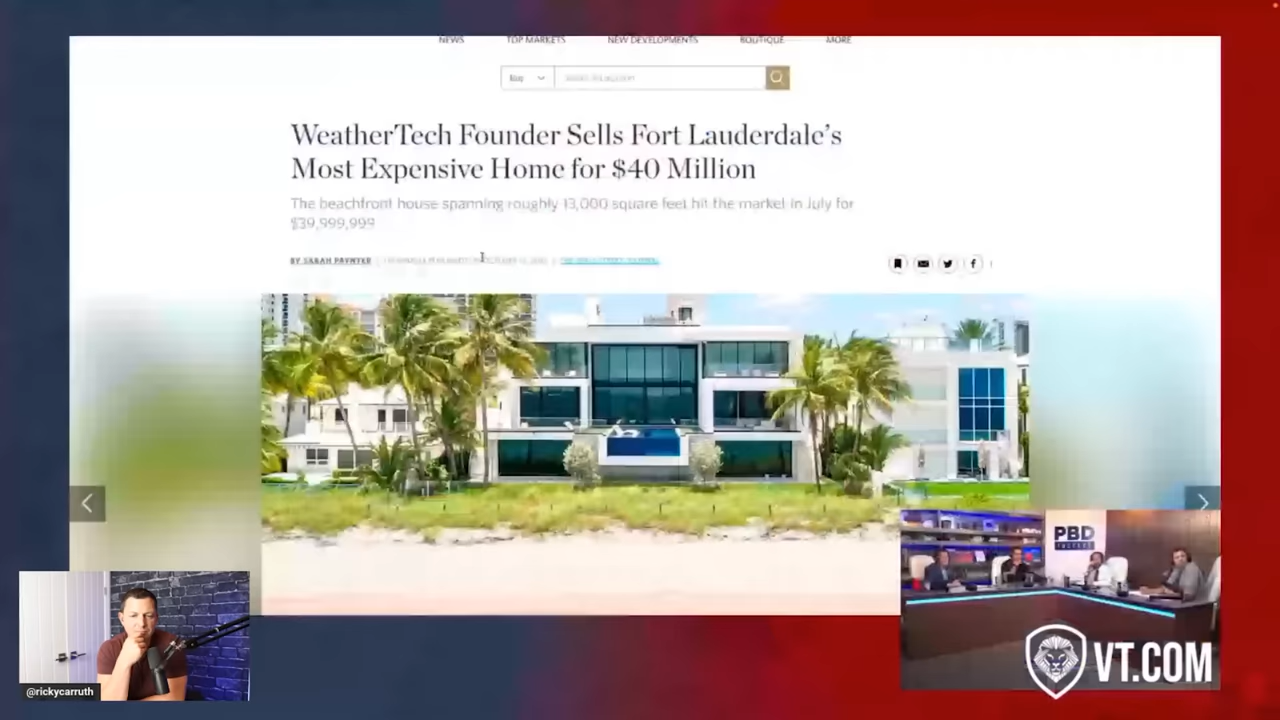 NEWS TOP MARKETS NEW DEVELOPMENTS BOUTIQUE MORE
Buy
WeatherTech Founder Sells Fort Lauderdale's
Most Expensive Home for $40 Million
The beachfront house spanning roughly 13,000 square feet hit the market in July for
$39,999,999
BY SARAH PAYNTER
PBD
PODCAST
VT.COM
@rickycarruth